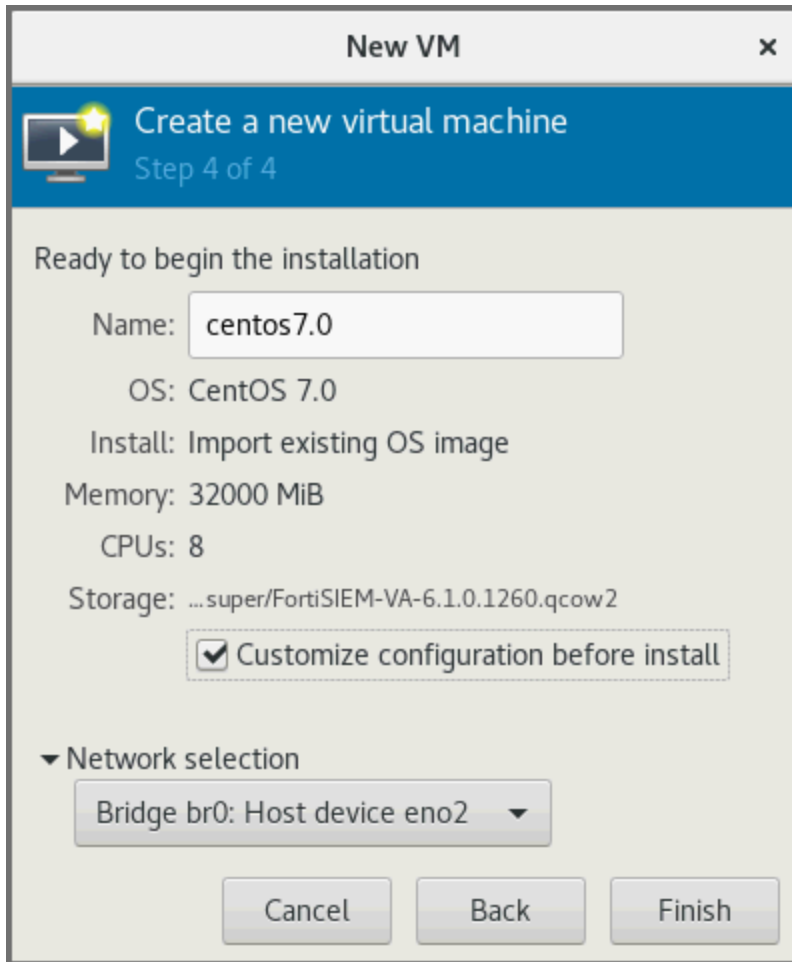 New VM
Create a new virtual machine
Step 4 of 4
Ready to begin the installation
Name: centos7.0
OS: CentOS 7.0
Install: Import existing OS image
Memory: 32000 MiB
CPUs: 8
Storage: ...super/FortiSIEM-VA-6.1.0.1260.qcow2
Customize configuration before install
Network selection
Bridge br0: Host device eno2
Cancel Back Finish